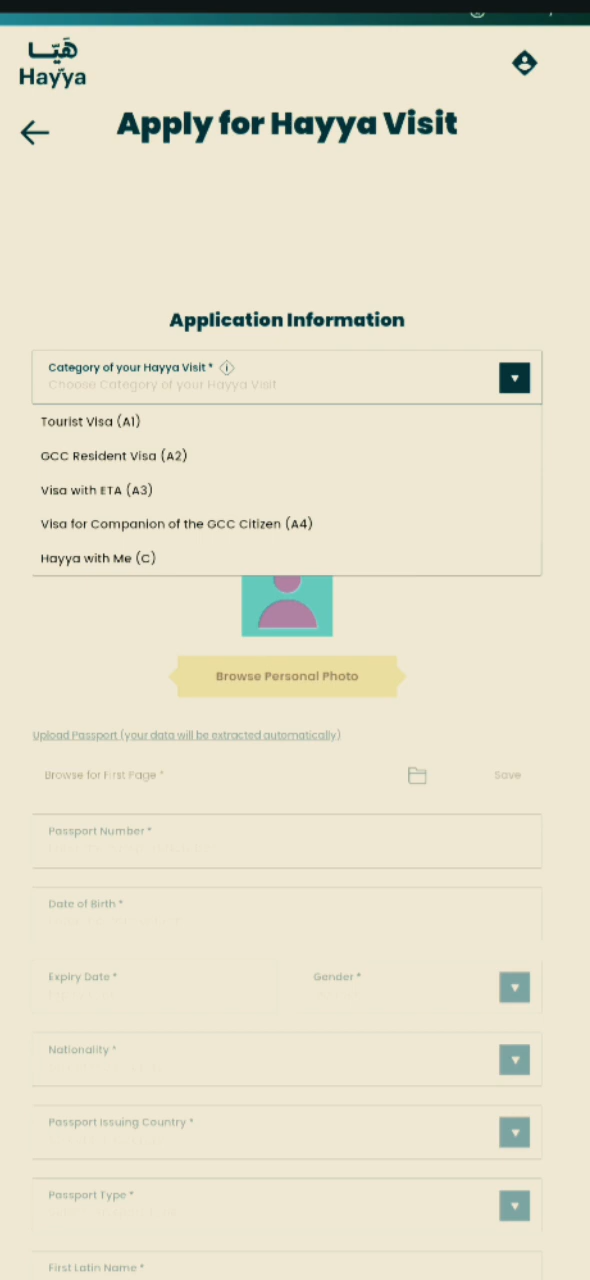 هَيّا
Hayya
Apply for Hayya Visit
Application Information
Category of your Hayya Visit *
Choose Category of your Hayya Visit
Tourist Visa (A1)
GCC Resident Visa (A2)
Visa with ETA (A3)
Visa for Companion of the GCC Citizen (A4)
Hayya with Me (C)
Browse Personal Photo
Upload Passport (your data will be extracted automatically)
Browse for First Page *
Save
Passport Number *
Date of Birth *
Expiry Date *
Gender *
Nationality *
Passport Issuing Country *
Passport Type *
First Latin Name *